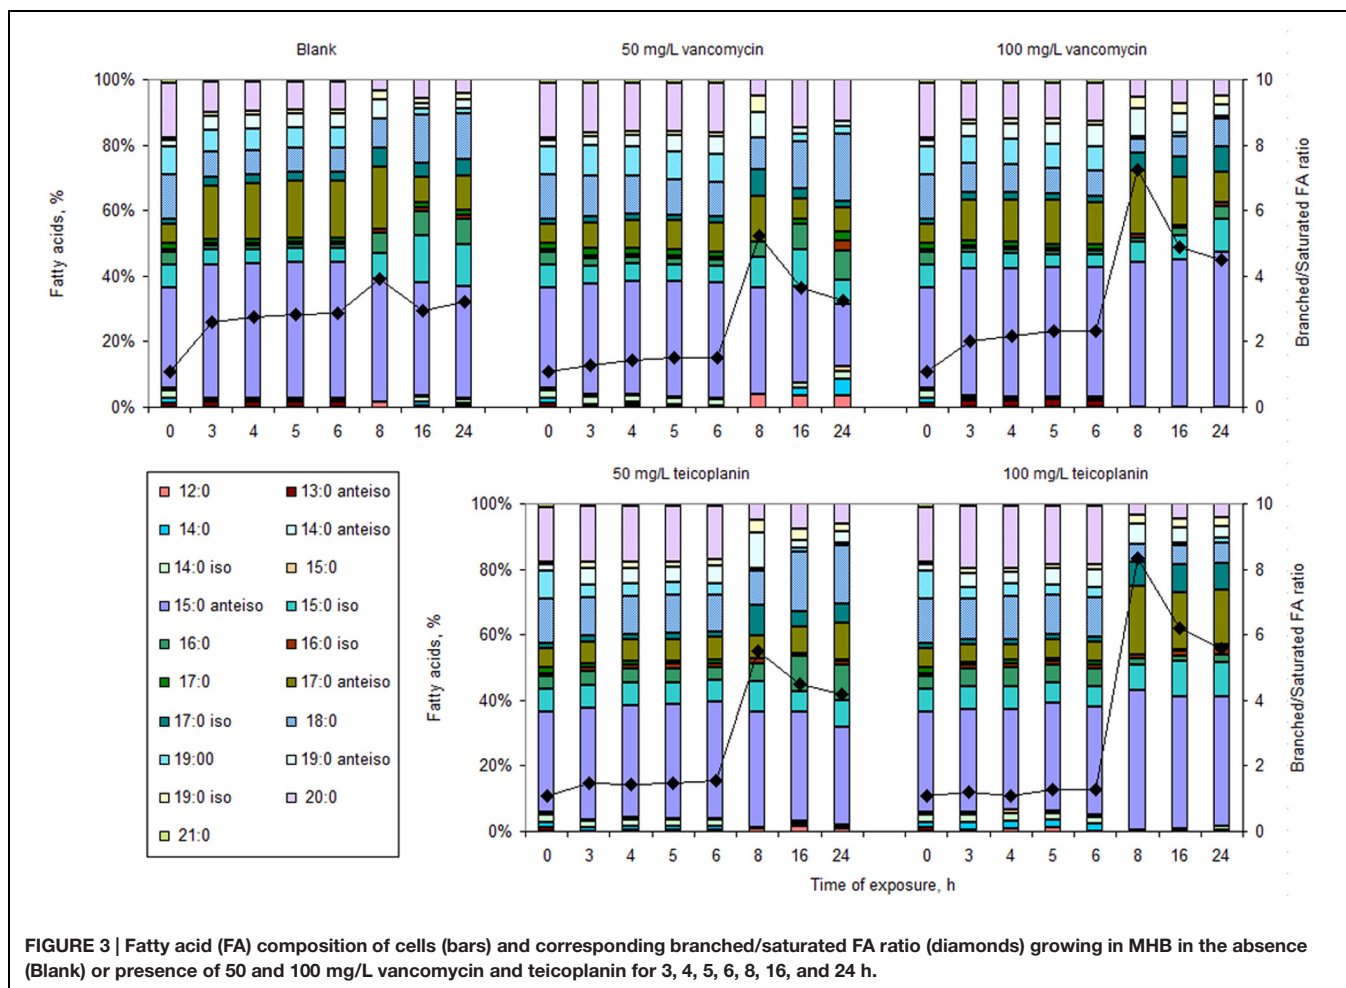 Blank
50 mg/L vancomycin
100 mg/L vancomycin
Fatty acids, %
100%
80%
60%
40%
20%
0%
0 3 4 5 6 8 16 24
0 3 4 5 6 8 16 24
0 3 4 5 6 8 16 24
10
8
6
4
2
0
Branched/Saturated FA ratio
12:0 13:0 anteiso
14:0 14:0 anteiso
14:0 iso 15:0
15:0 anteiso 15:0 iso
16:0 16:0 iso
17:0 17:0 anteiso
17:0 iso 18:0
19:00 19:0 anteiso
19:0 iso 20:0
21:0
50 mg/L teicoplanin
100 mg/L teicoplanin
Fatty acids, %
100%
80%
60%
40%
20%
0%
0 3 4 5 6 8 16 24
0 3 4 5 6 8 16 24
10
8
6
4
2
0
Branched/Saturated FA ratio
Time of exposure, h
FIGURE 3 | Fatty acid (FA) composition of cells (bars) and corresponding branched/saturated FA ratio (diamonds) growing in MHB in the absence
(Blank) or presence of 50 and 100 mg/L vancomycin and teicoplanin for 3, 4, 5, 6, 8, 16, and 24 h.